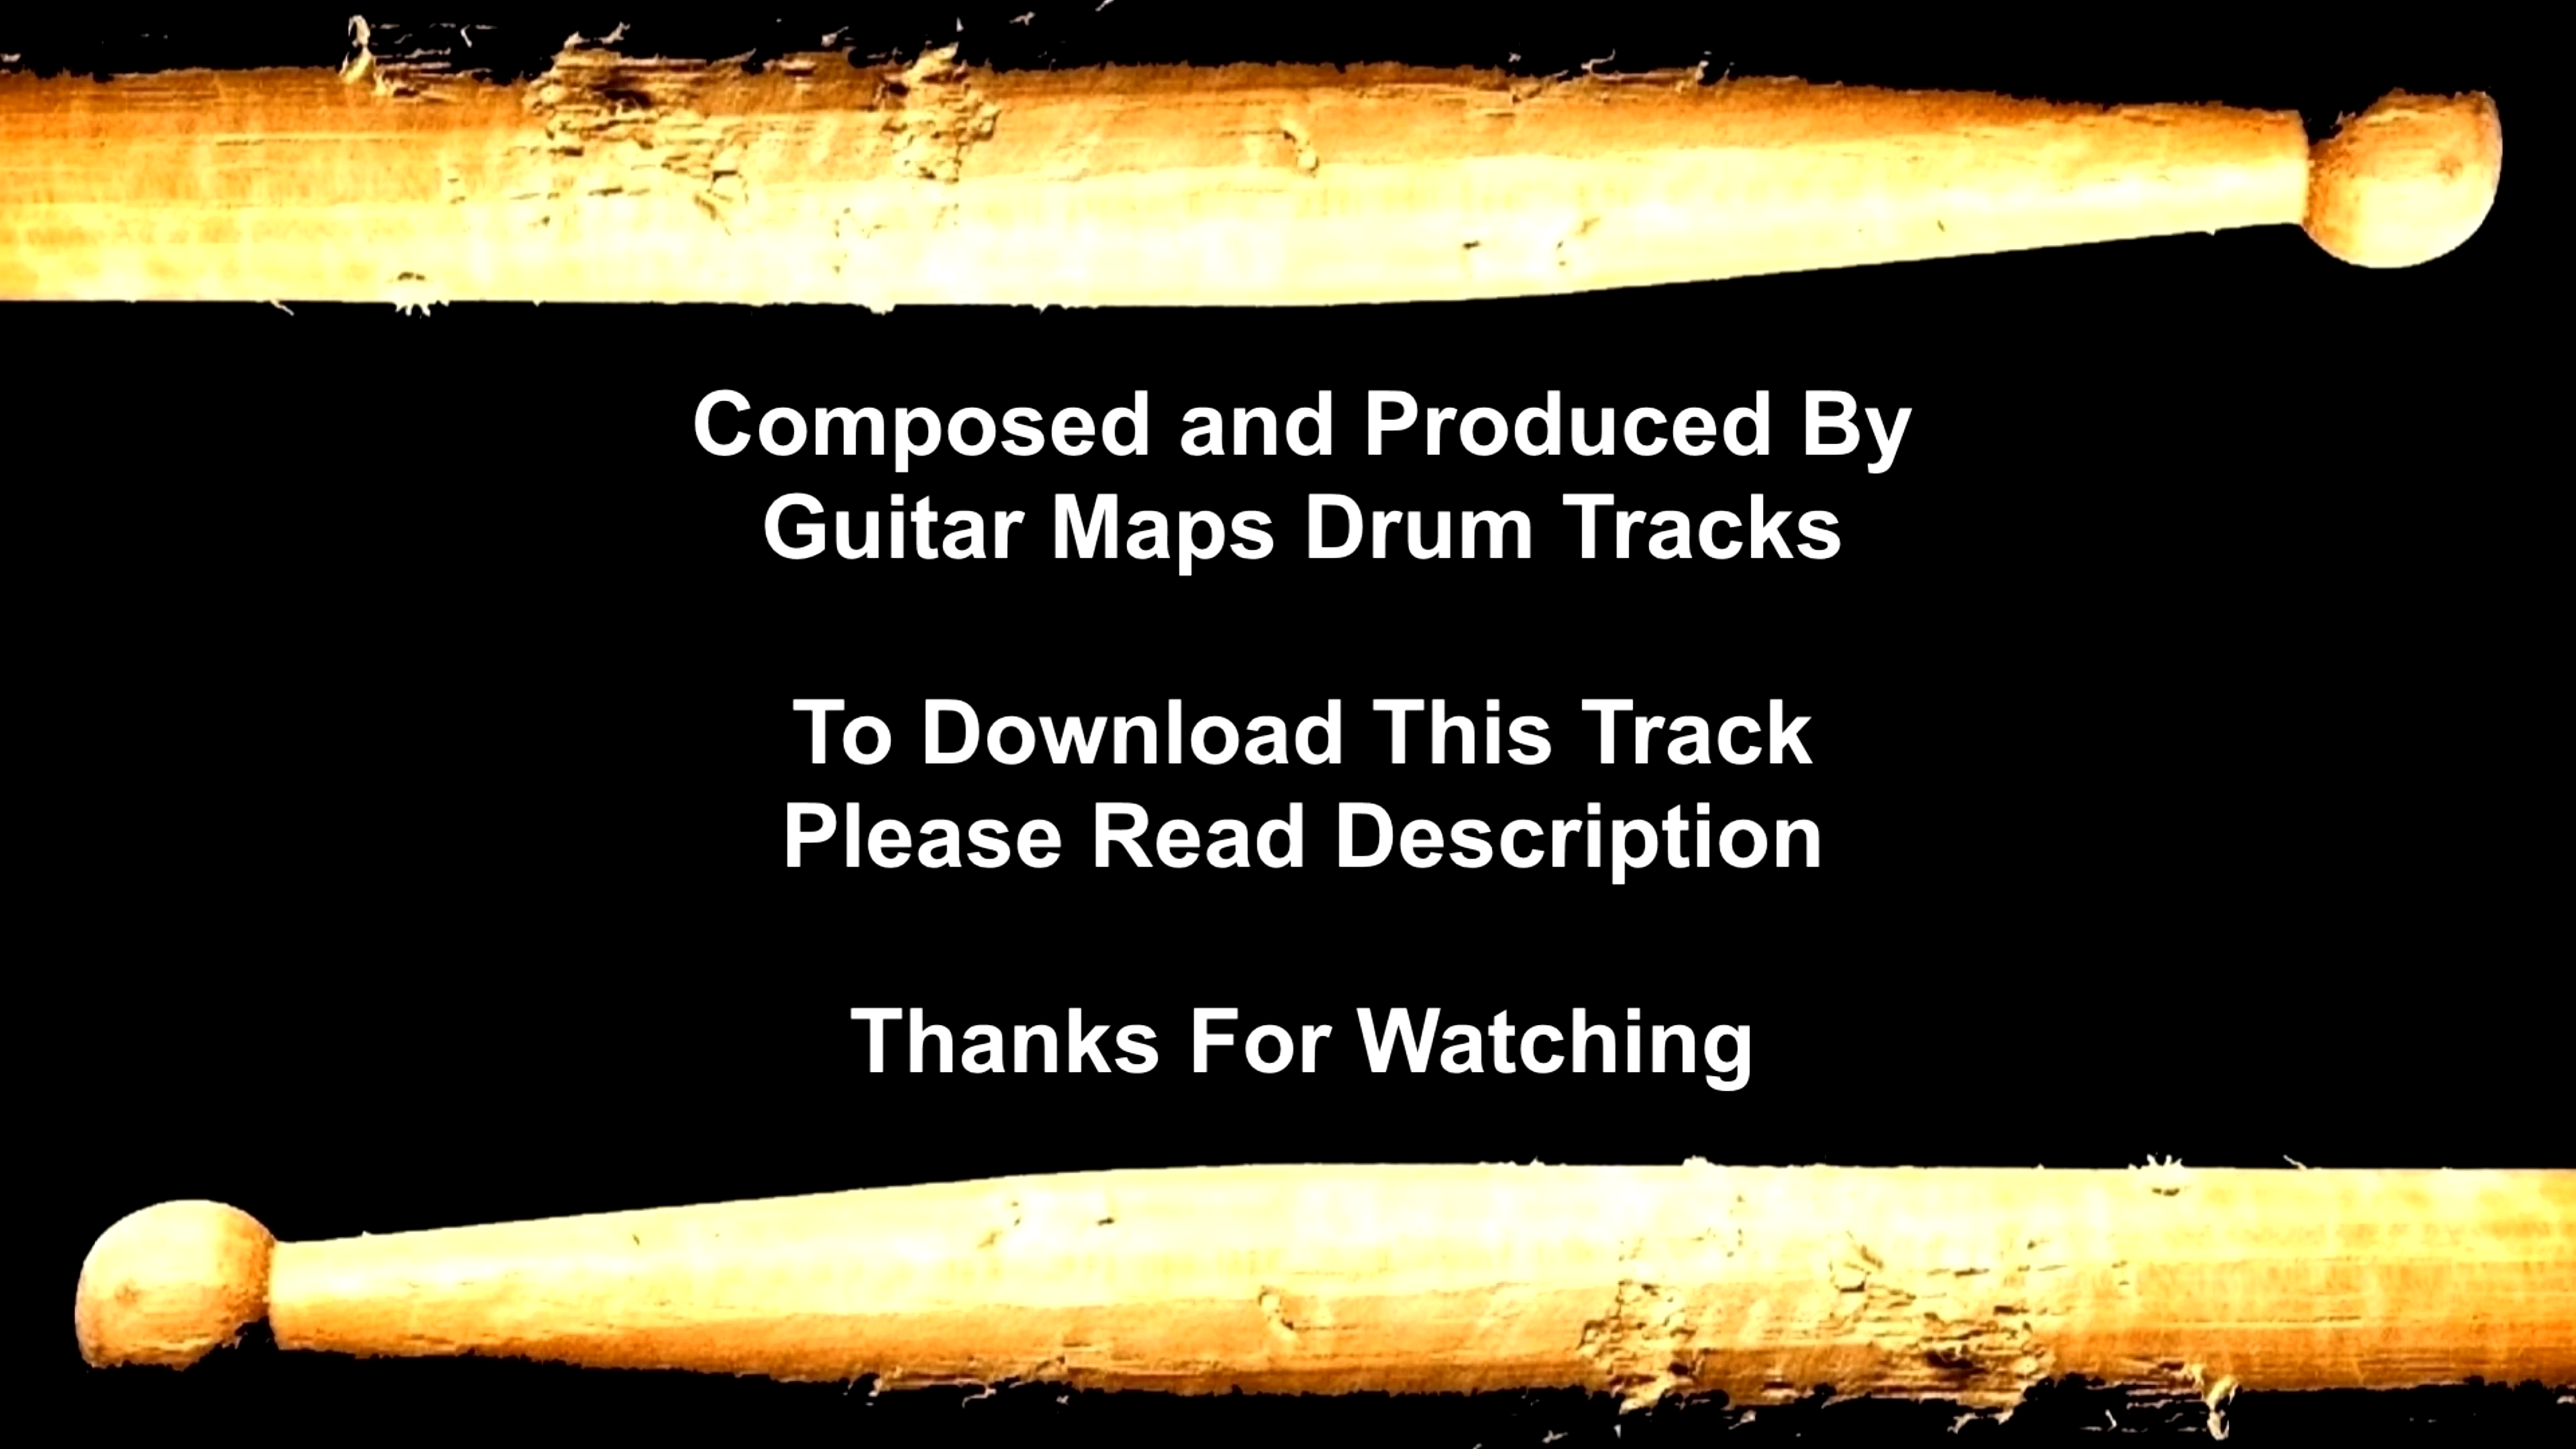 Composed and Produced By
Guitar Maps Drum Tracks
To Download This Track
Please Read Description
Thanks For Watching